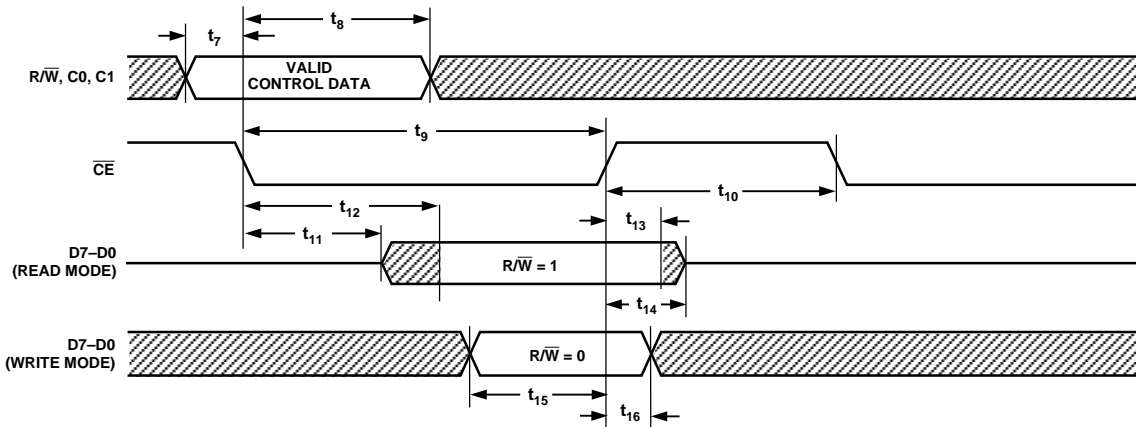 t7
t8
R/W̅, C0, C1
VALID
CONTROL DATA
t9
C̅E̅
t10
t12
t13
t11
D7–D0
(READ MODE)
R/W̅ = 1
t14
D7–D0
(WRITE MODE)
R/W̅ = 0
t15
t16